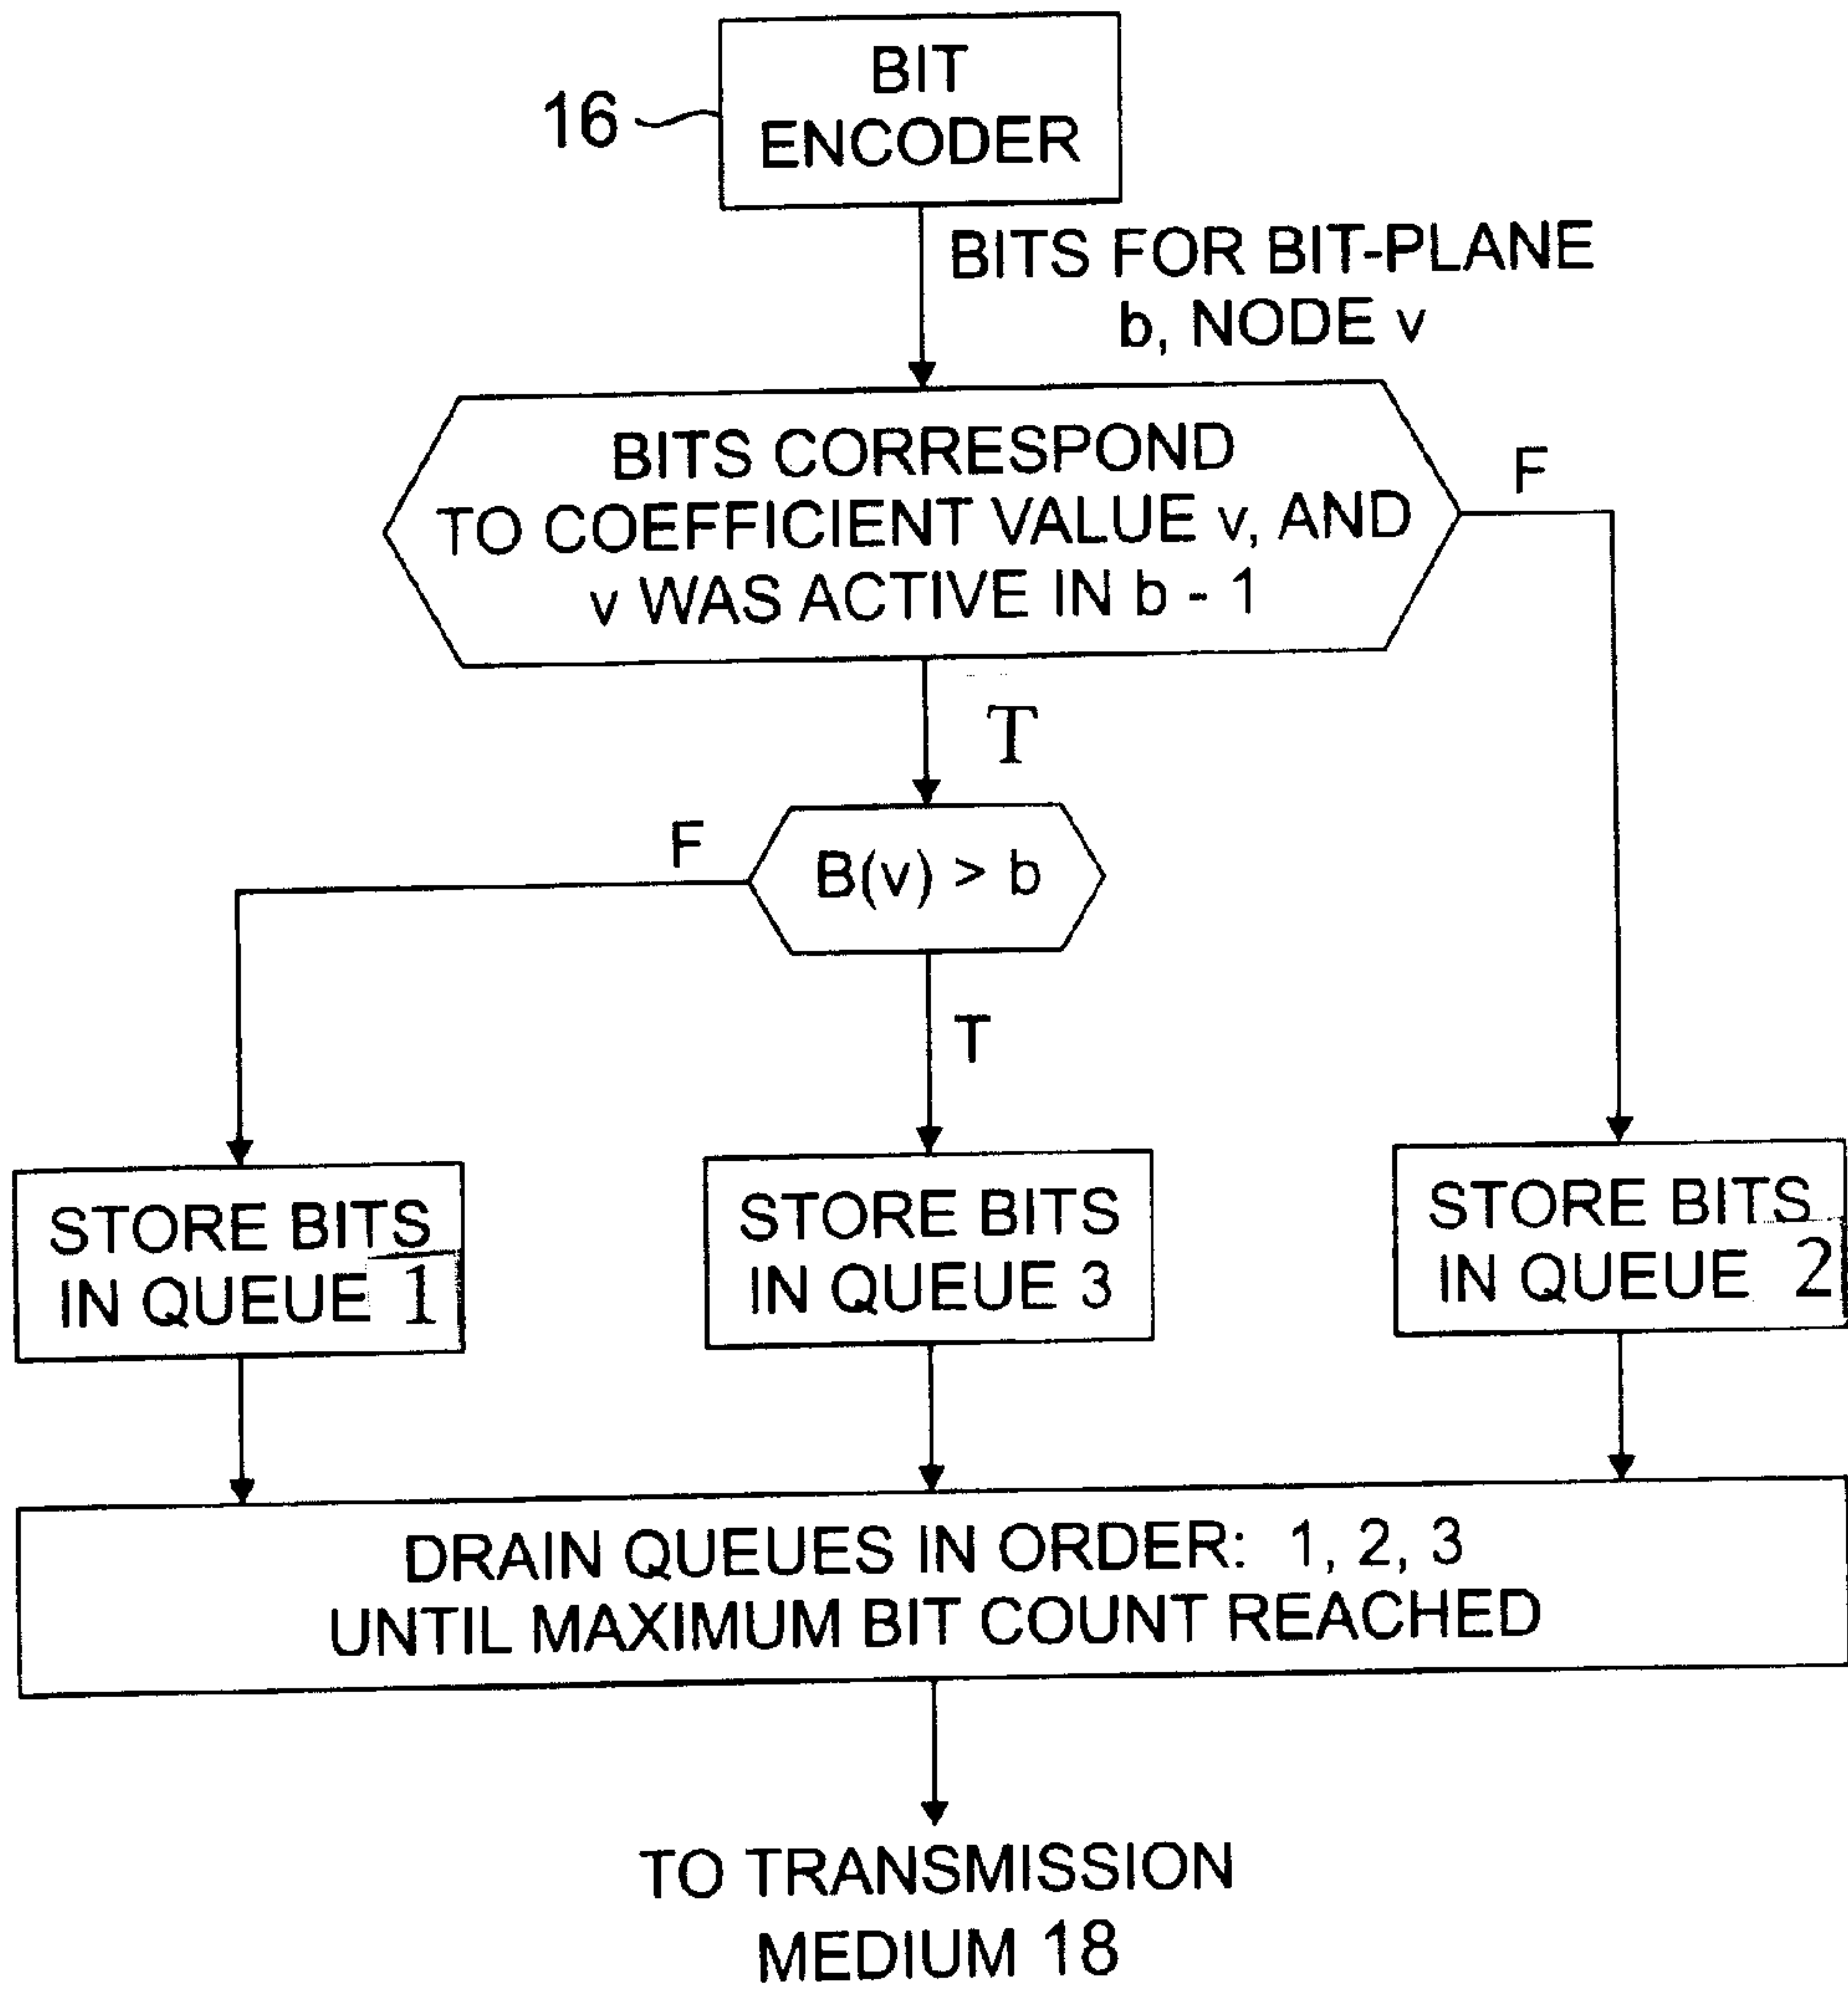 BIT
ENCODER
16
BITS FOR BIT-PLANE
b, NODE v
BITS CORRESPOND
TO COEFFICIENT VALUE v, AND
v WAS ACTIVE IN b - 1
F
T
F
B(v) > b
T
STORE BITS
IN QUEUE 1
STORE BITS
IN QUEUE 3
STORE BITS
IN QUEUE 2
DRAIN QUEUES IN ORDER: 1, 2, 3
UNTIL MAXIMUM BIT COUNT REACHED
TO TRANSMISSION
MEDIUM 18